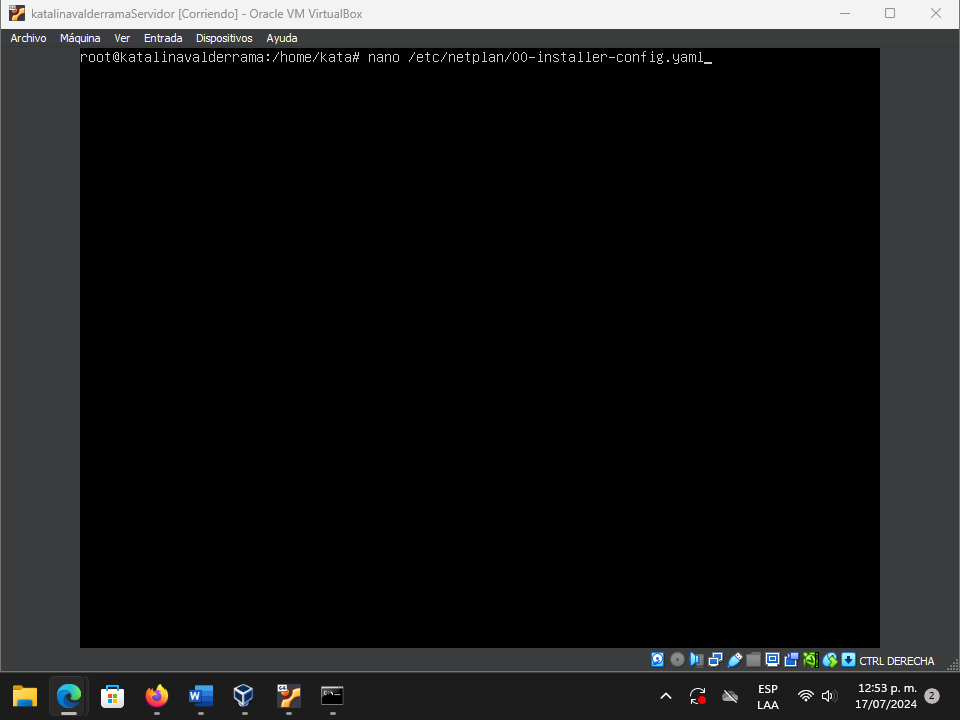 katalinavalderramaServidor [Corriendo] - Oracle VM VirtualBox
Archivo Máquina Ver Entrada Dispositivos Ayuda
root@katalinavalderrama:/home/kata# nano /etc/netplan/00-installer-config.yaml_
CTRL DERECHA
ESP
LAA
12:53 p. m.
17/07/2024
2